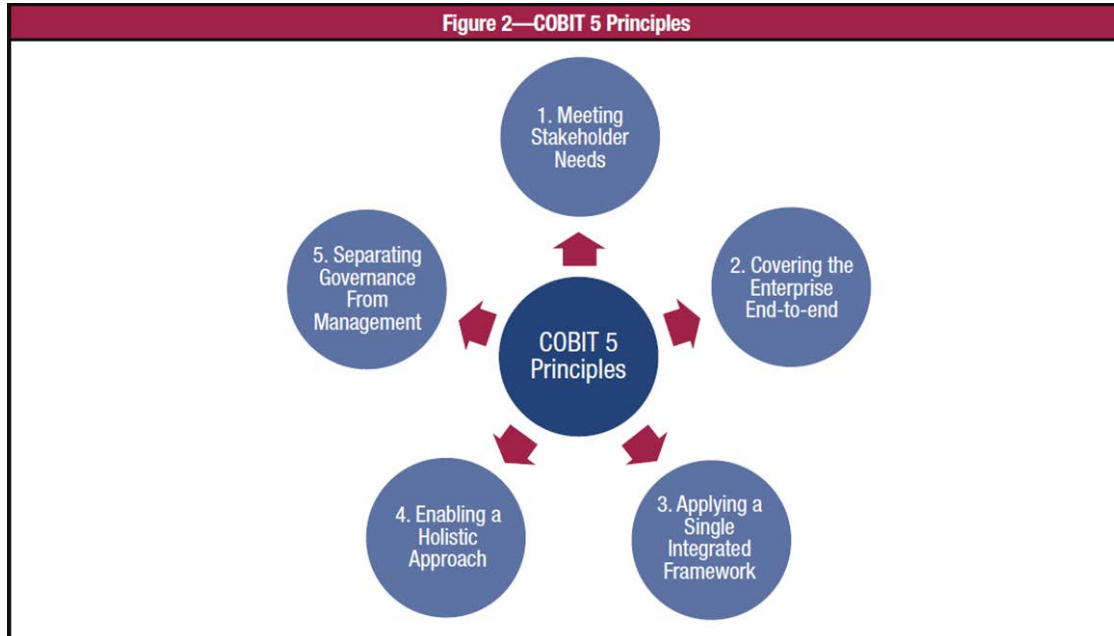 Figure 2—COBIT 5 Principles
1. Meeting
Stakeholder
Needs
2. Covering the
Enterprise
End-to-end
3. Applying a
Single
Integrated
Framework
4. Enabling a
Holistic
Approach
5. Separating
Governance
From
Management
COBIT 5
Principles